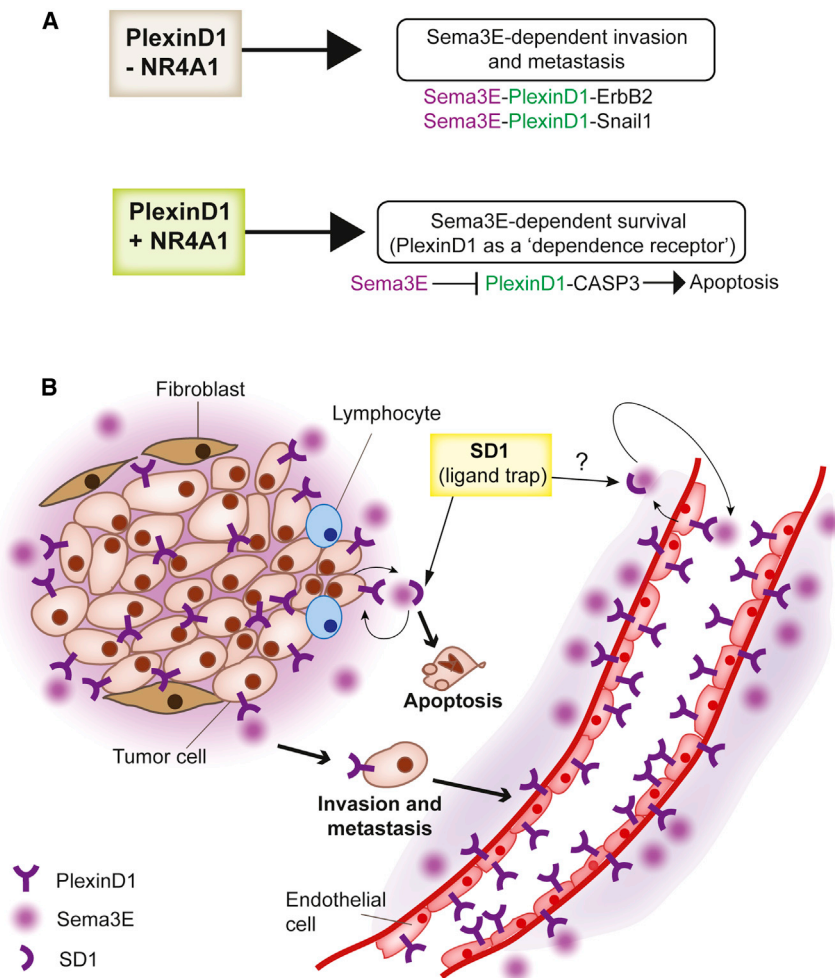 A
PlexinD1
- NR4A1
Sema3E-dependent invasion
and metastasis
Sema3E-PlexinD1-ErbB2
Sema3E-PlexinD1-Snail1
PlexinD1
+ NR4A1
Sema3E-dependent survival
(PlexinD1 as a ‘dependence receptor’)
Sema3E PlexinD1-CASP3 Apoptosis
B
Fibroblast
Lymphocyte
SD1
(ligand trap)
?
Apoptosis
Tumor cell
Invasion and
metastasis
Endothelial
cell
PlexinD1
Sema3E
SD1